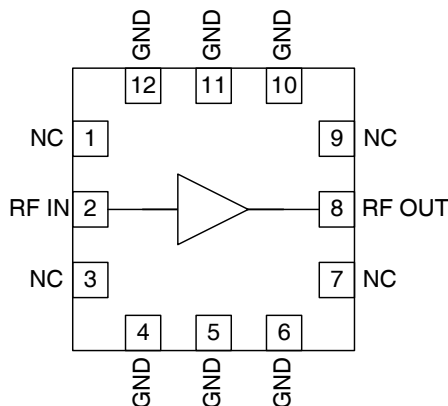 GND GND GND
12 11 10
NC 1 9 NC
RF IN 2 8 RF OUT
NC 3 7 NC
4 5 6
GND GND GND